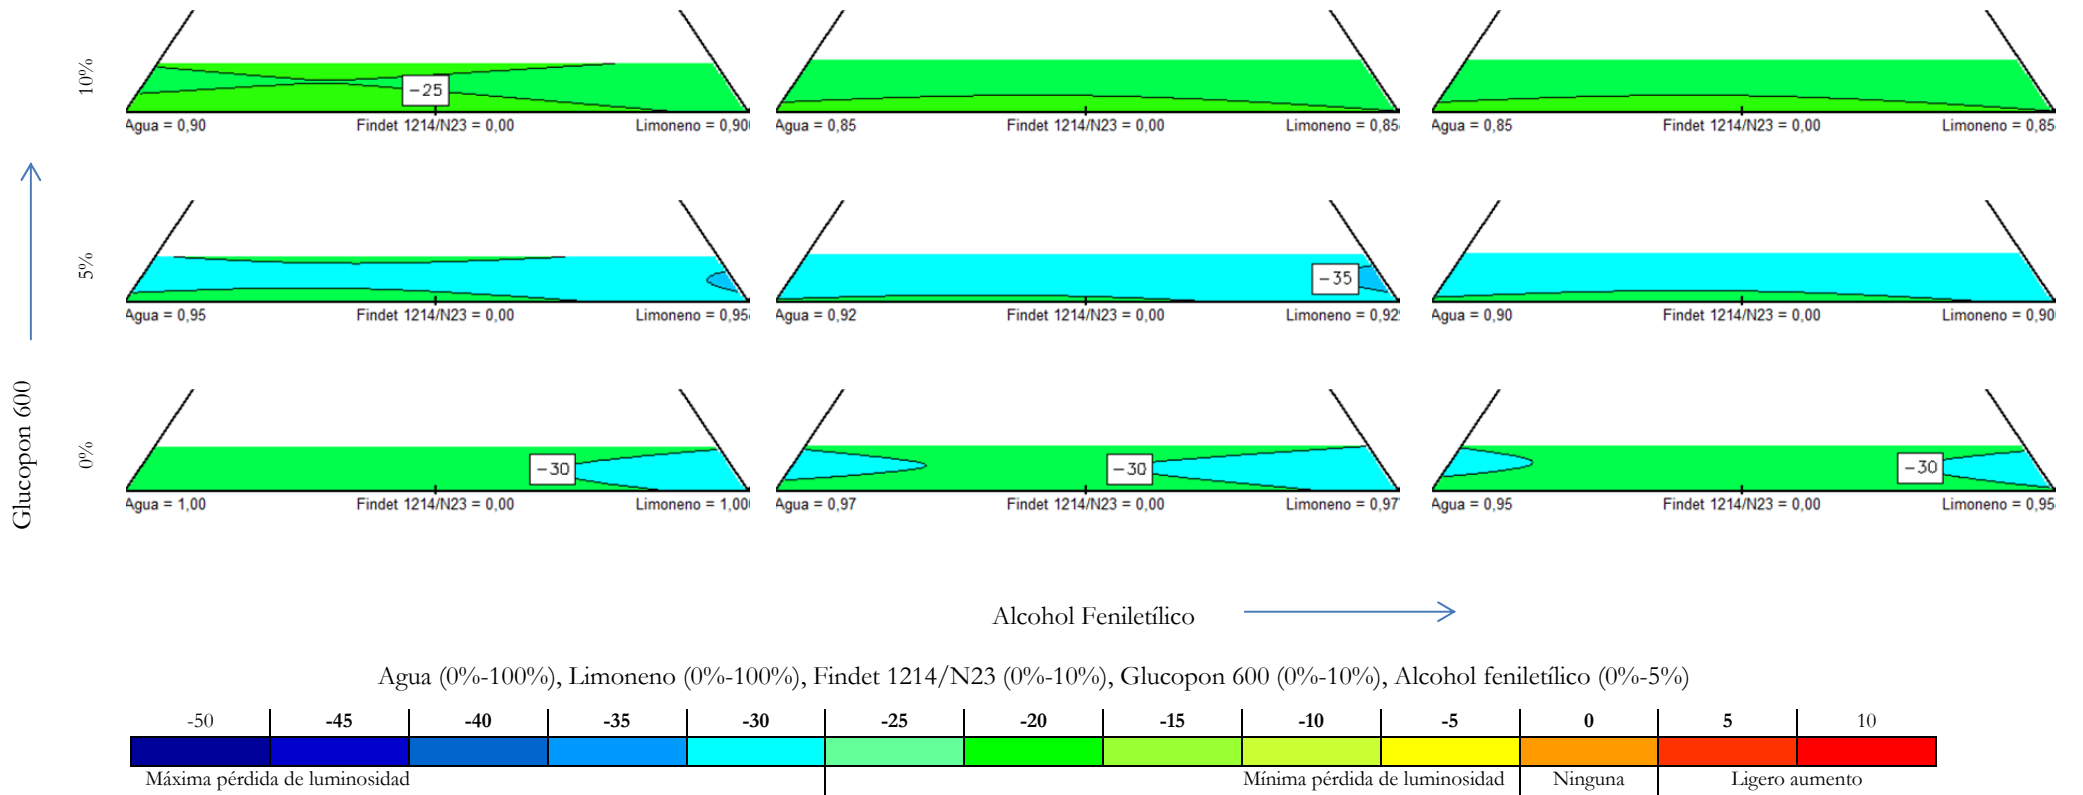 10%
-25
Agua = 0,90 Findet 1214/N23 = 0,00 Limoneno = 0,90
Agua = 0,85 Findet 1214/N23 = 0,00 Limoneno = 0,85
Agua = 0,85 Findet 1214/N23 = 0,00 Limoneno = 0,85
5%
-35
Agua = 0,95 Findet 1214/N23 = 0,00 Limoneno = 0,95
Agua = 0,92 Findet 1214/N23 = 0,00 Limoneno = 0,92
Agua = 0,90 Findet 1214/N23 = 0,00 Limoneno = 0,90
Glucopon 600
0%
-30
-30
-30
Agua = 1,00 Findet 1214/N23 = 0,00 Limoneno = 1,00
Agua = 0,97 Findet 1214/N23 = 0,00 Limoneno = 0,97
Agua = 0,95 Findet 1214/N23 = 0,00 Limoneno = 0,95
Alcohol Feniletílico
Agua (0%-100%), Limoneno (0%-100%), Findet 1214/N23 (0%-10%), Glucopon 600 (0%-10%), Alcohol feniletílico (0%-5%)
-50 -45 -40 -35 -30 -25 -20 -15 -10 -5 0 5 10
Máxima pérdida de luminosidad Mínima pérdida de luminosidad Ninguna Ligero aumento